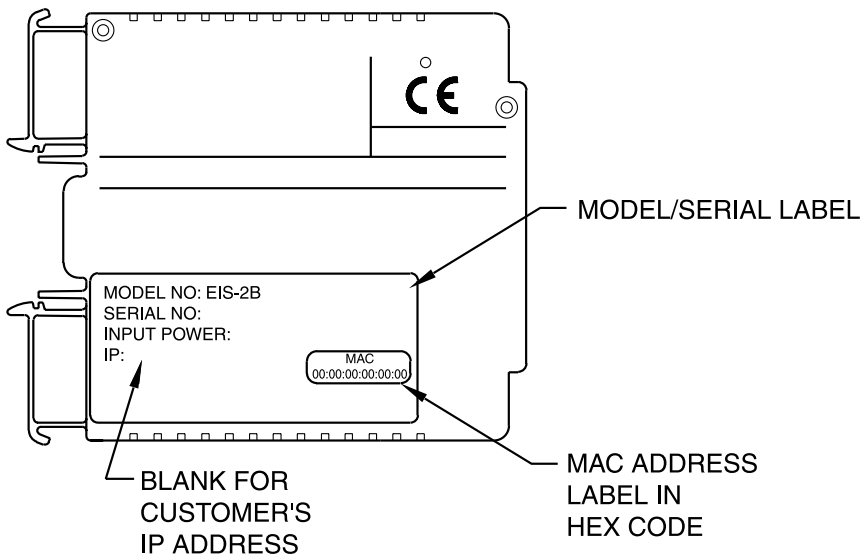 CE
MODEL/SERIAL LABEL
MODEL NO: EIS-2B
SERIAL NO:
INPUT POWER:
IP:
MAC
00:00:00:00:00:00
BLANK FOR
CUSTOMER'S
IP ADDRESS
MAC ADDRESS
LABEL IN
HEX CODE